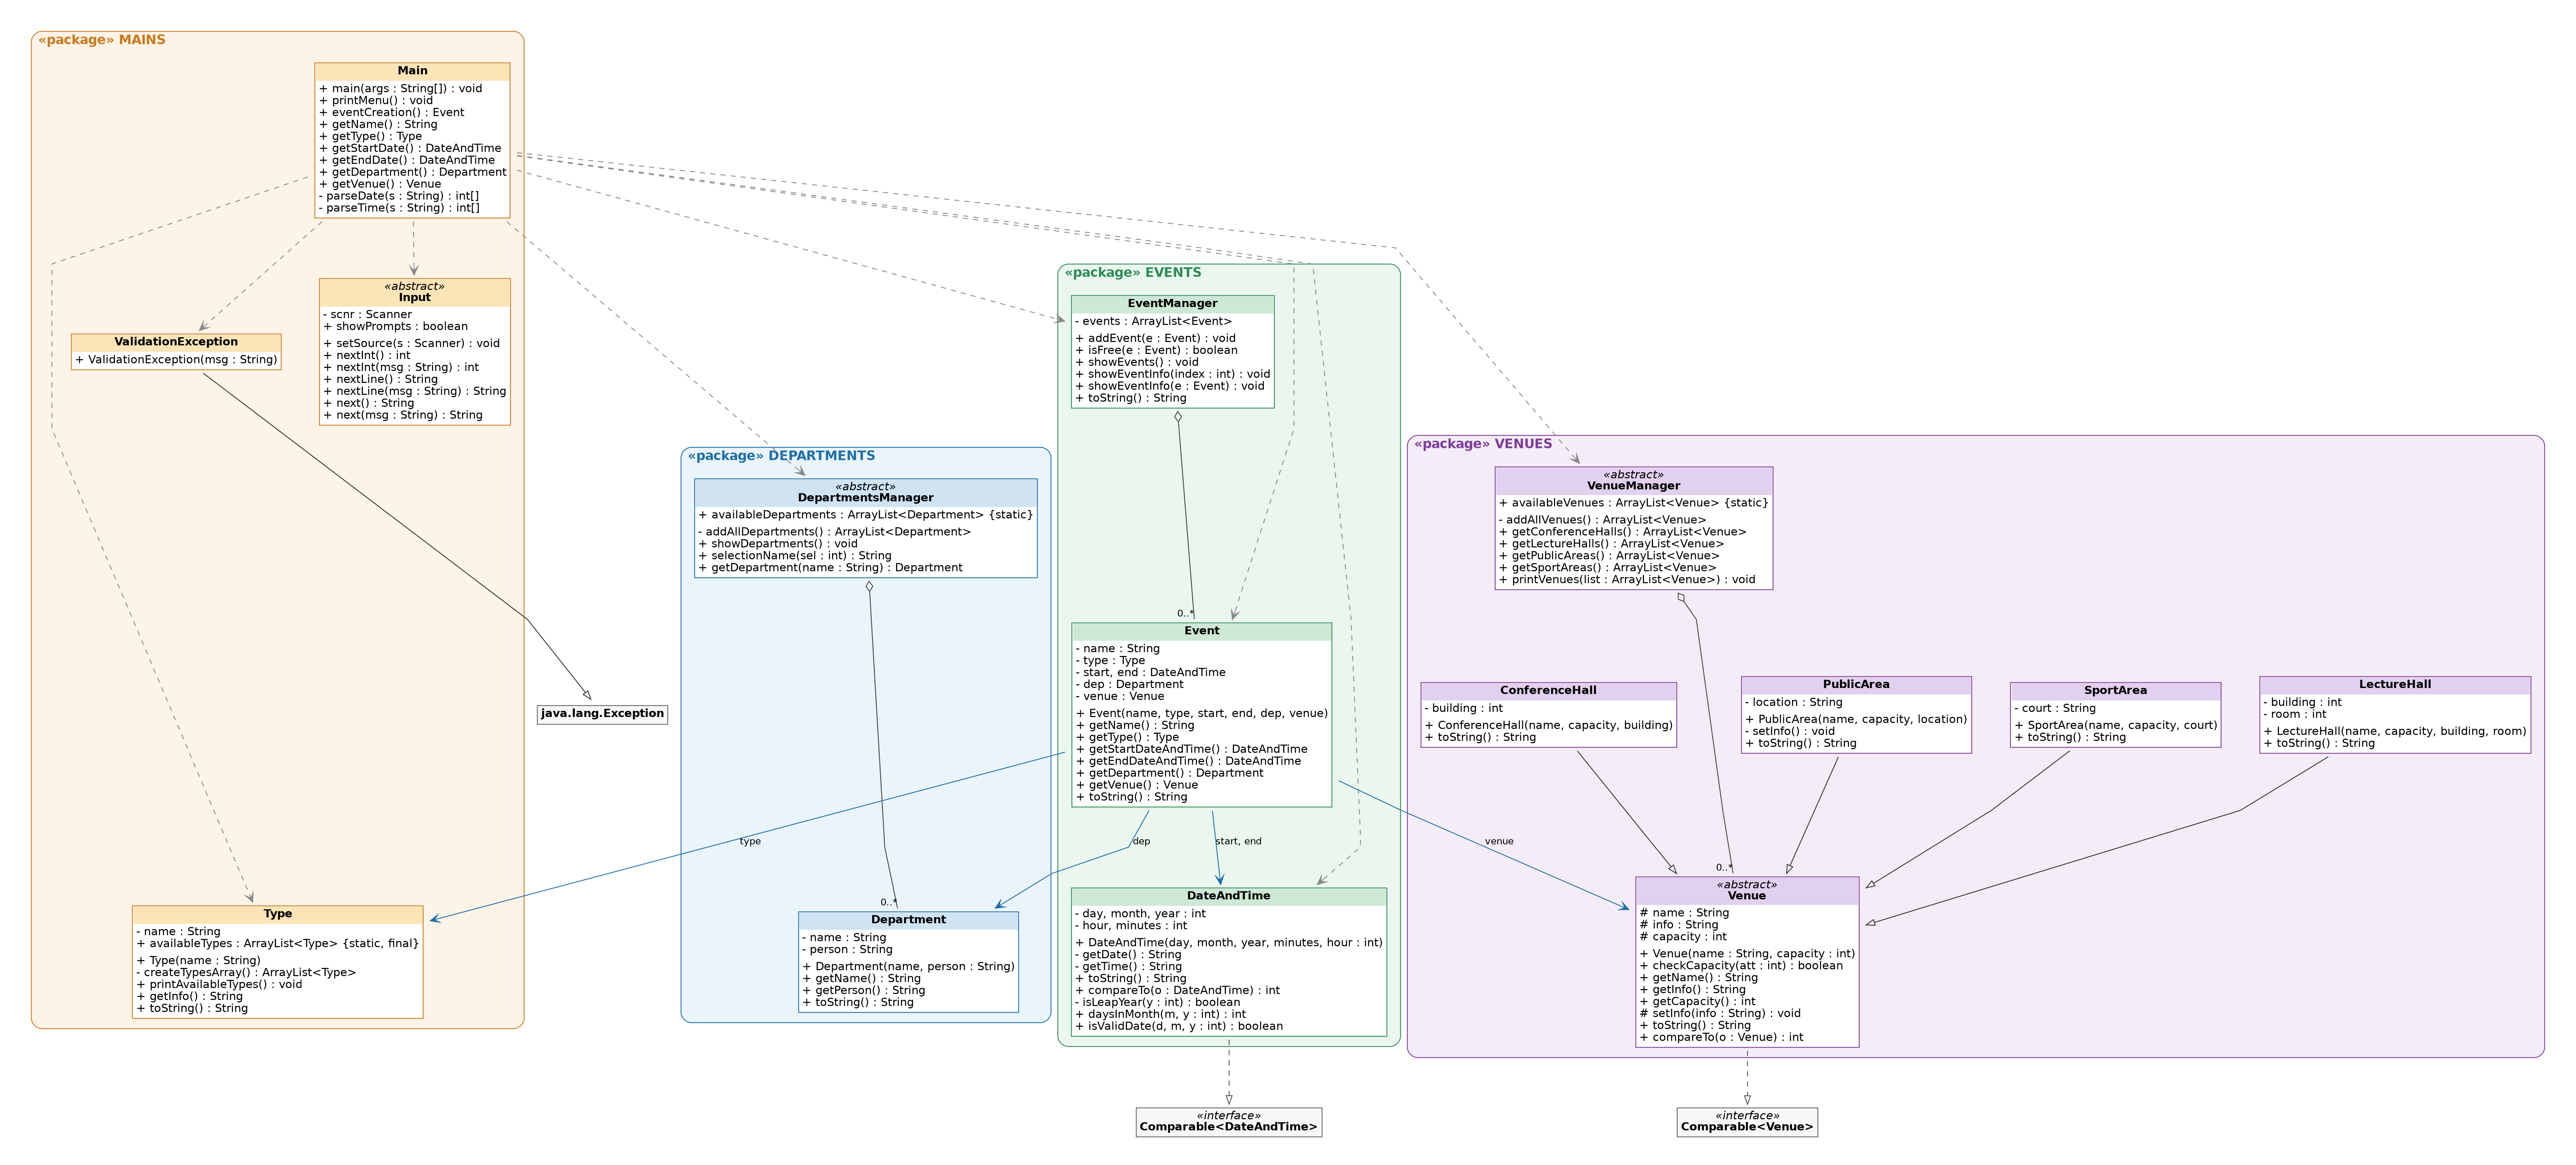 «package» MAINS
Main
+ main(args : String[]) : void
+ printMenu() : void
+ eventCreation() : Event
+ getName() : String
+ getType() : Type
+ getStartDate() : DateAndTime
+ getEndDate() : DateAndTime
+ getDepartment() : Department
+ getVenue() : Venue
- parseDate(s : String) : int[]
- parseTime(s : String) : int[]
«abstract»
Input
- scnr : Scanner
+ showPrompts : boolean
+ setSource(s : Scanner) : void
+ nextInt() : int
+ nextInt(msg : String) : int
+ nextLine() : String
+ nextLine(msg : String) : String
+ next() : String
+ next(msg : String) : String
ValidationException
+ ValidationException(msg : String)
java.lang.Exception
Type
- name : String
+ availableTypes : ArrayList<Type> {static, final}
+ Type(name : String)
- createTypesArray() : ArrayList<Type>
+ printAvailableTypes() : void
+ getInfo() : String
+ toString() : String
«package» DEPARTMENTS
«abstract»
DepartmentsManager
+ availableDepartments : ArrayList<Department> {static}
- addAllDepartments() : ArrayList<Department>
+ showDepartments() : void
+ selectionName(sel : int) : String
+ getDepartment(name : String) : Department
type
0..*
Department
- name : String
- person : String
+ Department(name, person : String)
+ getName() : String
+ getPerson() : String
+ toString() : String
«package» EVENTS
EventManager
- events : ArrayList<Event>
+ addEvent(e : Event) : void
+ isFree(e : Event) : boolean
+ showEvents() : void
+ showEventInfo(index : int) : void
+ showEventInfo(e : Event) : void
+ toString() : String
0..*
Event
- name : String
- type : Type
- start, end : DateAndTime
- dep : Department
- venue : Venue
+ Event(name, type, start, end, dep, venue)
+ getName() : String
+ getType() : Type
+ getStartDateAndTime() : DateAndTime
+ getEndDateAndTime() : DateAndTime
+ getDepartment() : Department
+ getVenue() : Venue
+ toString() : String
dep
start, end
DateAndTime
- day, month, year : int
- hour, minutes : int
+ DateAndTime(day, month, year, minutes, hour : int)
- getDate() : String
- getTime() : String
+ toString() : String
+ compareTo(o : DateAndTime) : int
- isLeapYear(y : int) : boolean
+ daysInMonth(m, y : int) : int
+ isValidDate(d, m, y : int) : boolean
«interface»
Comparable<DateAndTime>
«package» VENUES
«abstract»
VenueManager
+ availableVenues : ArrayList<Venue> {static}
- addAllVenues() : ArrayList<Venue>
+ getConferenceHalls() : ArrayList<Venue>
+ getLectureHalls() : ArrayList<Venue>
+ getPublicAreas() : ArrayList<Venue>
+ getSportAreas() : ArrayList<Venue>
+ printVenues(list : ArrayList<Venue>) : void
ConferenceHall
- building : int
+ ConferenceHall(name, capacity, building)
+ toString() : String
PublicArea
- location : String
+ PublicArea(name, capacity, location)
- setInfo() : void
+ toString() : String
SportArea
- court : String
+ SportArea(name, capacity, court)
+ toString() : String
LectureHall
- building : int
- room : int
+ LectureHall(name, capacity, building, room)
+ toString() : String
venue
0..*
«abstract»
Venue
# name : String
# info : String
# capacity : int
+ Venue(name : String, capacity : int)
+ checkCapacity(att : int) : boolean
+ getName() : String
+ getInfo() : String
+ getCapacity() : int
# setInfo(info : String) : void
+ toString() : String
+ compareTo(o : Venue) : int
«interface»
Comparable<Venue>